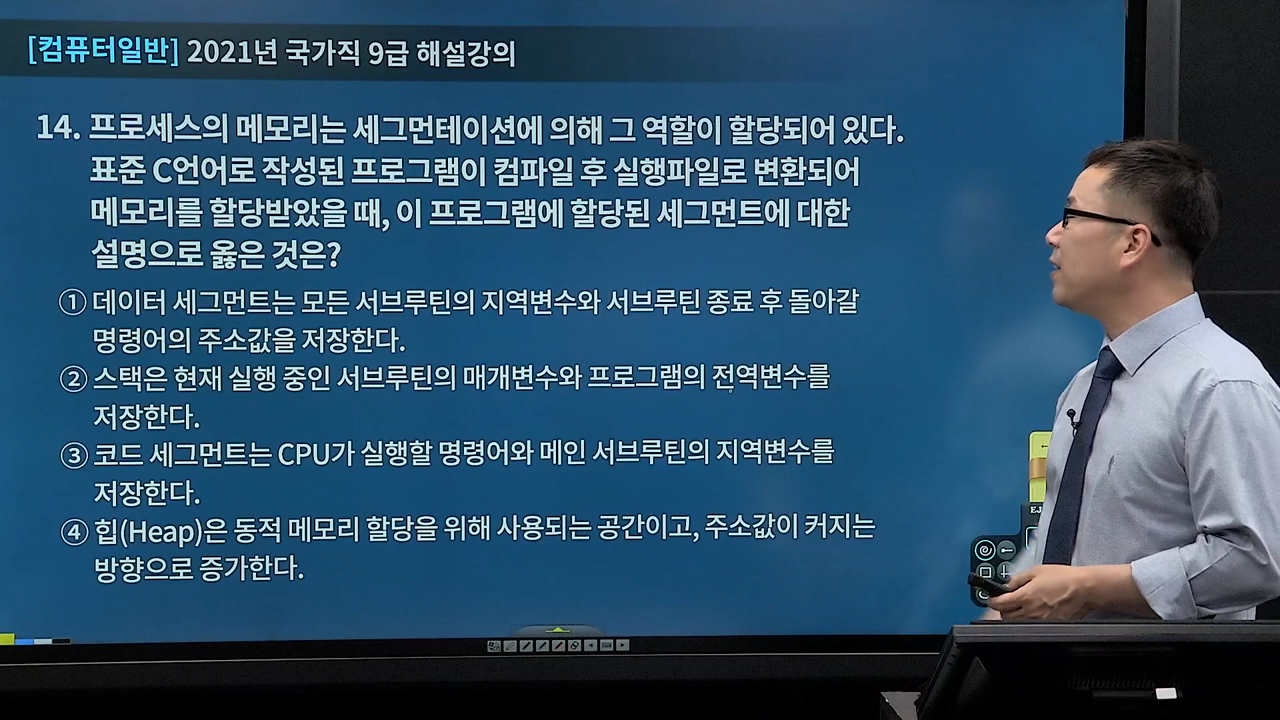 [컴퓨터일반] 2021년 국가직 9급 해설강의
14. 프로세스의 메모리는 세그먼테이션에 의해 그 역할이 할당되어 있다.
표준 C언어로 작성된 프로그램이 컴파일 후 실행파일로 변환되어
메모리를 할당받았을 때, 이 프로그램에 할당된 세그먼트에 대한
설명으로 옳은 것은?
① 데이터 세그먼트는 모든 서브루틴의 지역변수와 서브루틴 종료 후 돌아갈
명령어의 주소값을 저장한다.
② 스택은 현재 실행 중인 서브루틴의 매개변수와 프로그램의 전역변수를
저장한다.
③ 코드 세그먼트는 CPU가 실행할 명령어와 메인 서브루틴의 지역변수를
저장한다.
④ 힙(Heap)은 동적 메모리 할당을 위해 사용되는 공간이고, 주소값이 커지는
방향으로 증가한다.